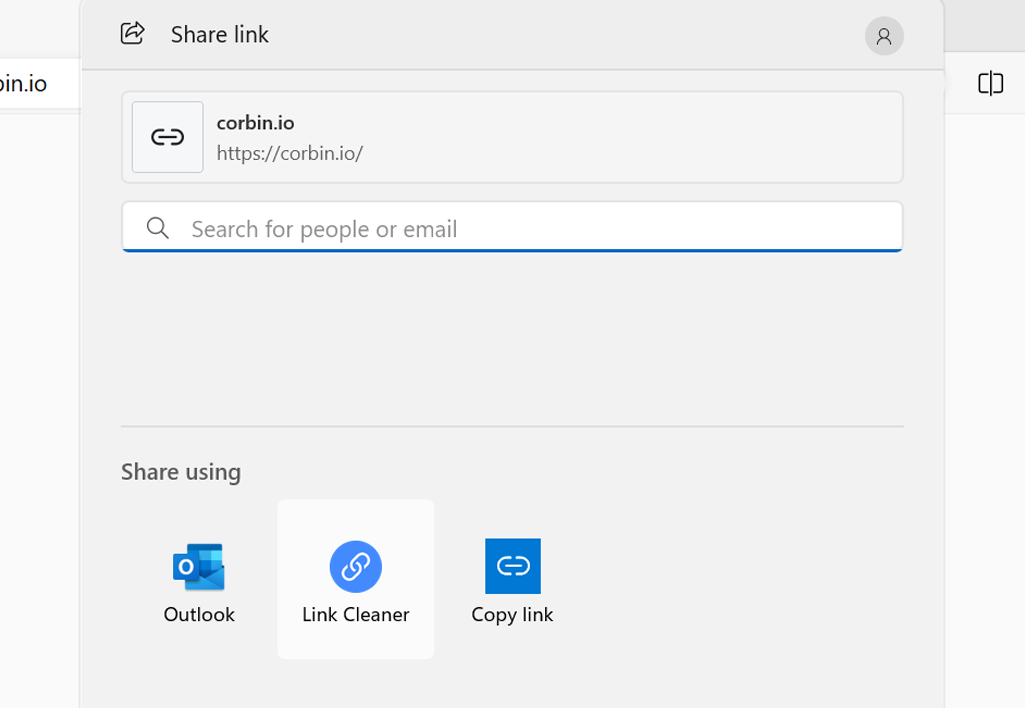 Share link
bin.io
corbin.io
https://corbin.io/
Search for people or email
Share using
Outlook
Link Cleaner
Copy link